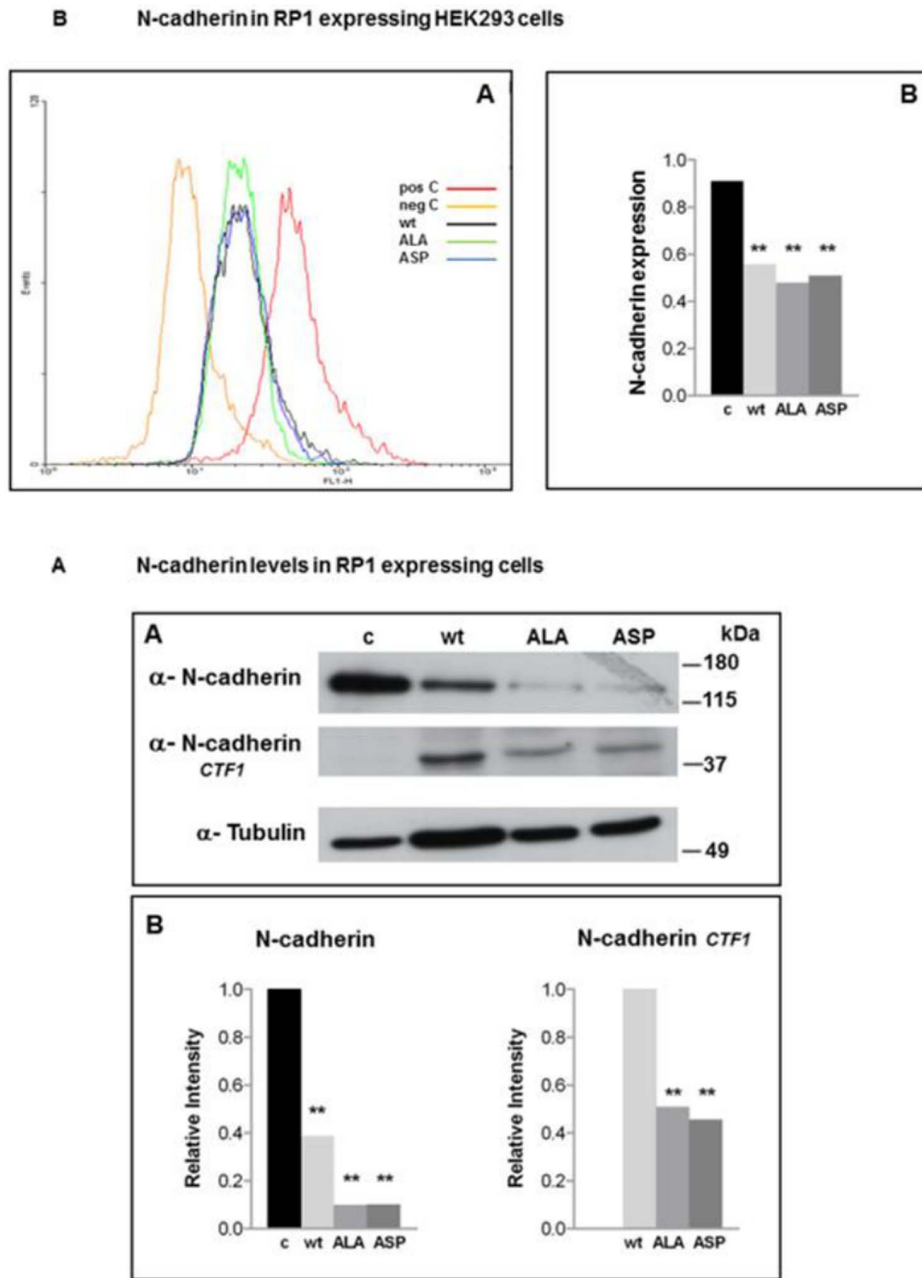 B N-cadherin in RP1 expressing HEK293 cells
A
128
Events
0
pos C
neg C
wt
ALA
ASP
FL1-H
B
N-cadherin expression
1.0
0.8
0.6
0.4
0.2
0.0
** ** **
c wt ALA ASP
A N-cadherin levels in RP1 expressing cells
A
c wt ALA ASP kDa
α- N-cadherin
180
115
α- N-cadherin
CTF1
37
α- Tubulin
49
B
N-cadherin
Relative Intensity
1.0
0.8
0.6
0.4
0.2
0.0
**
** **
c wt ALA ASP
N-cadherin CTF1
Relative Intensity
1.0
0.8
0.6
0.4
0.2
0.0
** **
wt ALA ASP